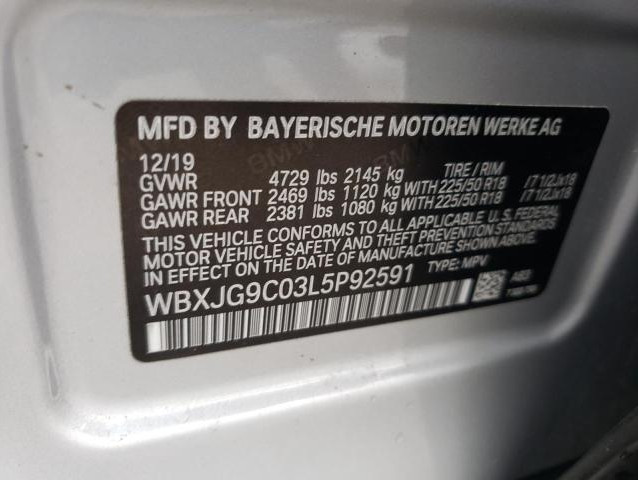 MFD BY BAYERISCHE MOTOREN WERKE AG
12/19 TIRE / RIM
GVWR 4729 lbs 2145 kg
GAWR FRONT 2469 lbs 1120 kg WITH 225/50 R18 /7 1/2Jx18
GAWR REAR 2381 lbs 1080 kg WITH 225/50 R18 /7 1/2Jx18
THIS VEHICLE CONFORMS TO ALL APPLICABLE U. S. FEDERAL
MOTOR VEHICLE SAFETY AND THEFT PREVENTION STANDARDS
IN EFFECT ON THE DATE OF MANUFACTURE SHOWN ABOVE.
WBXJG9C03L5P92591 TYPE: MPV